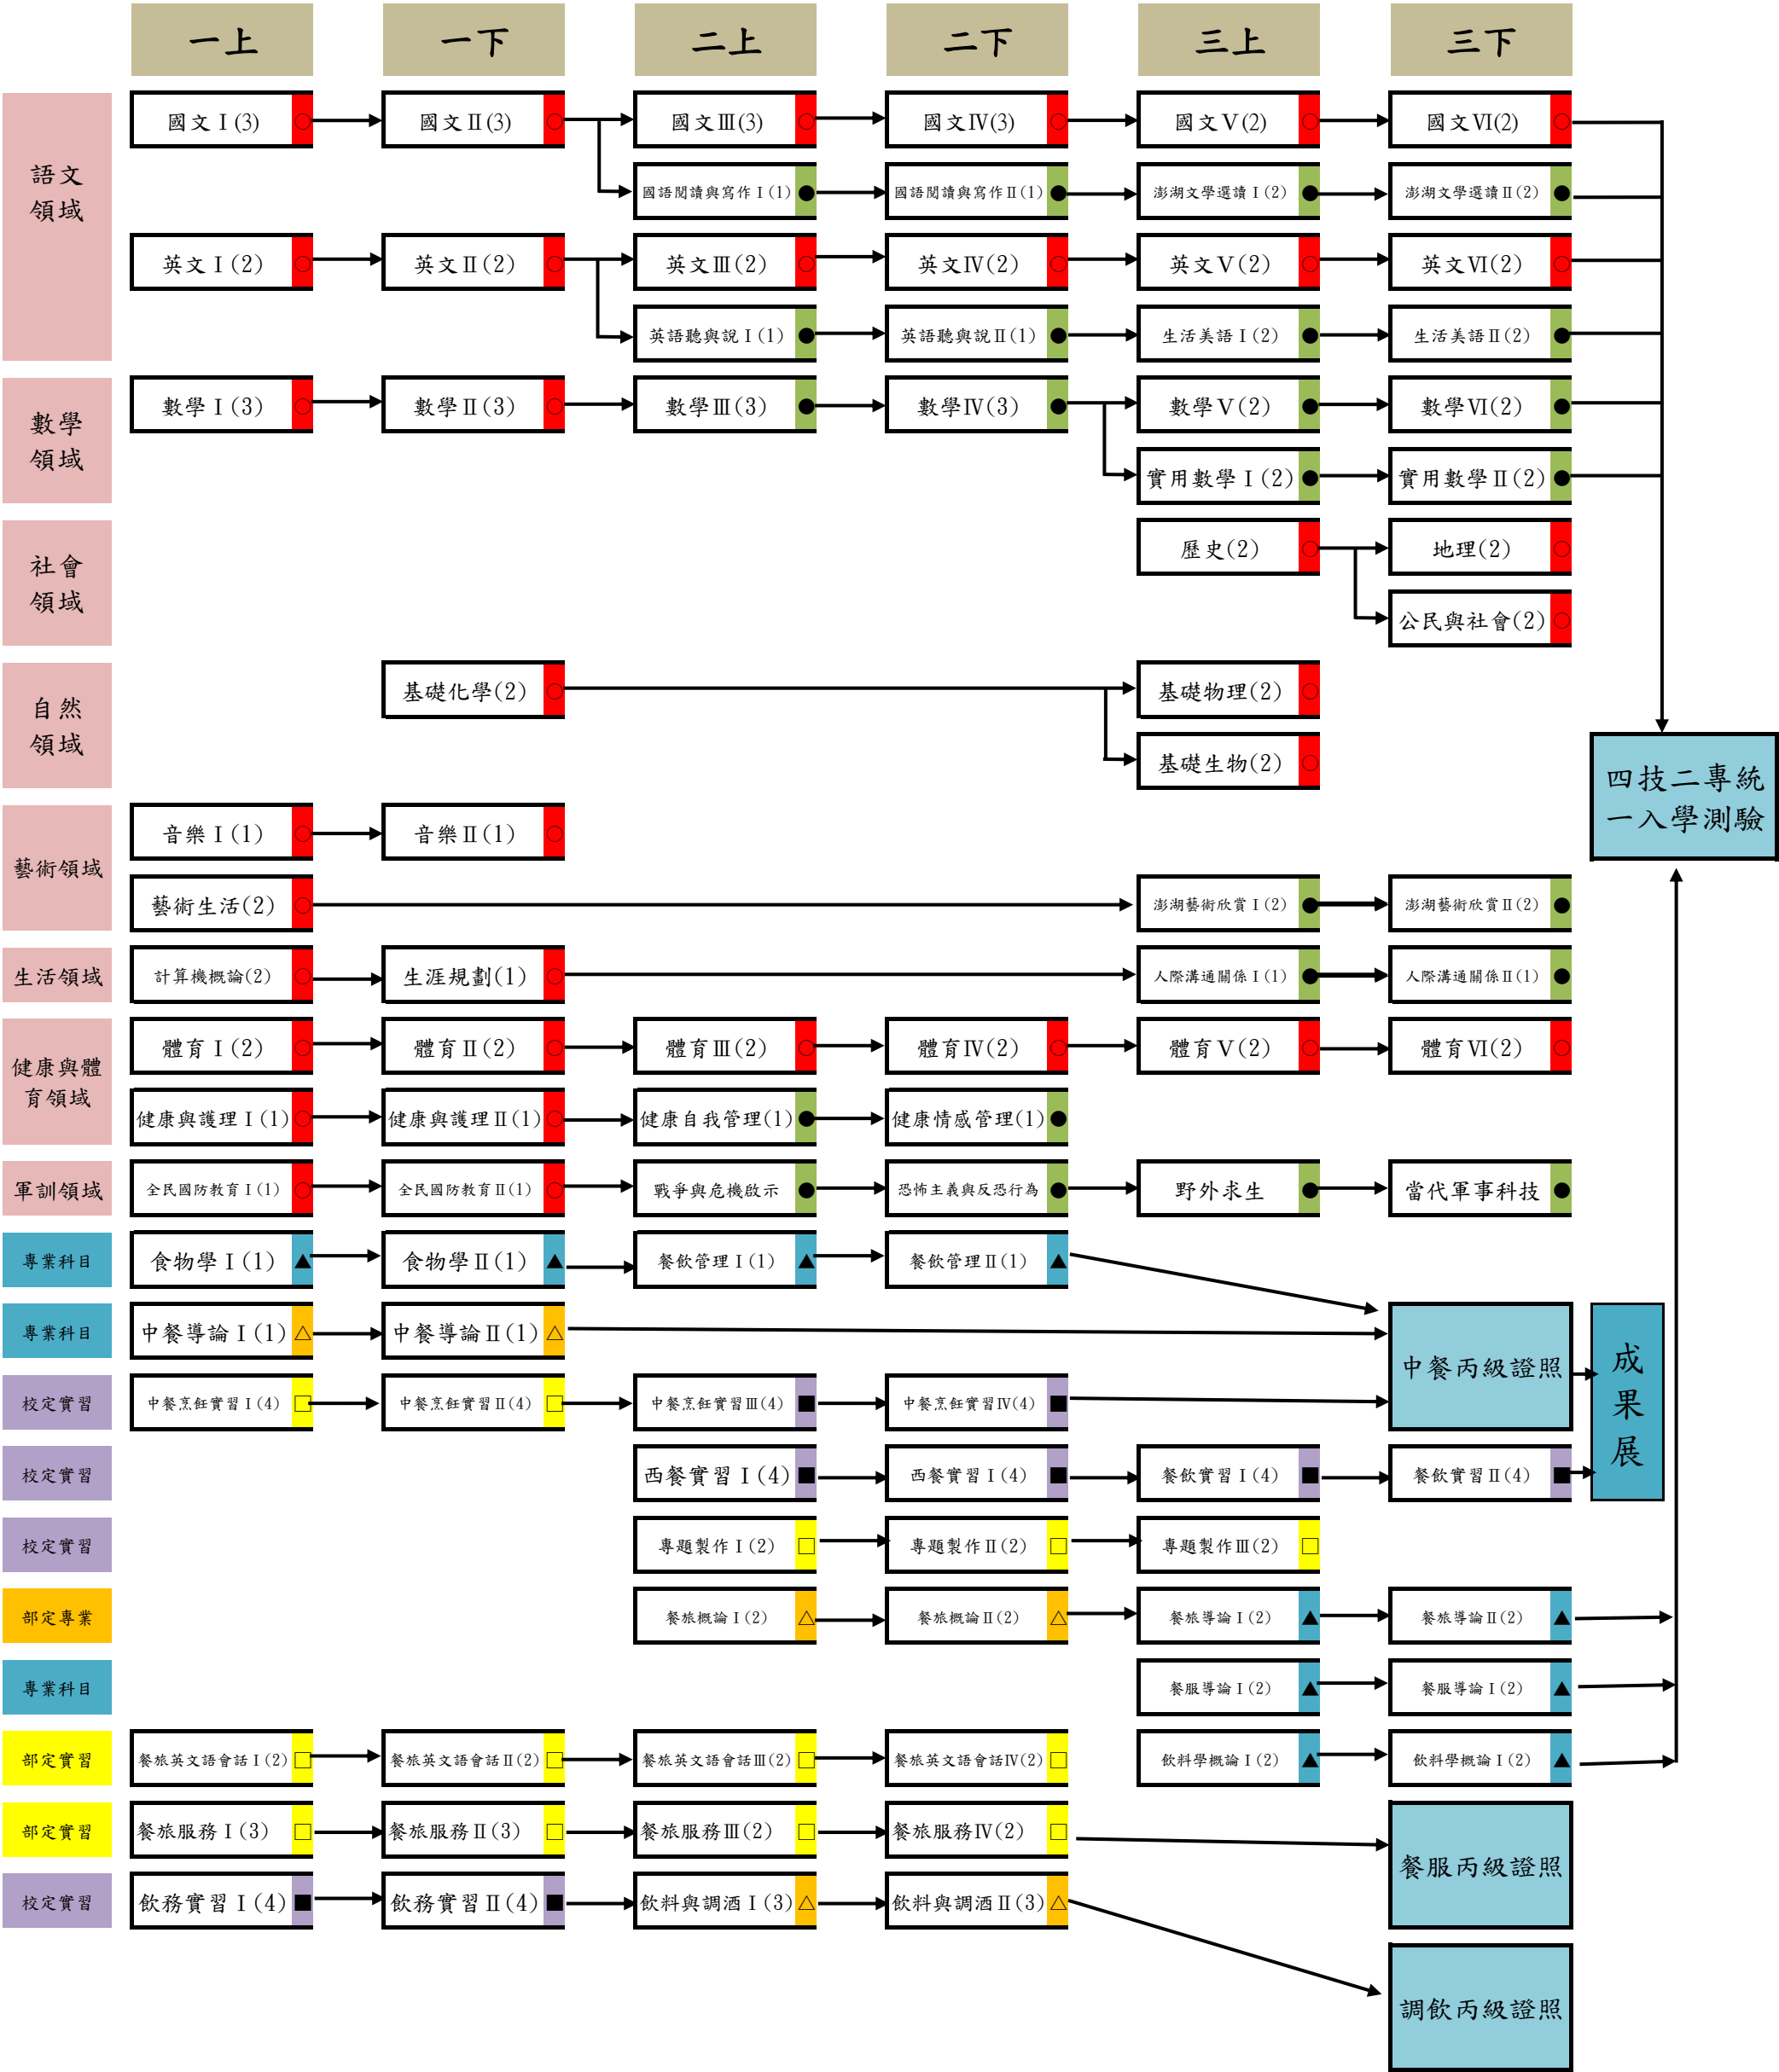 一上
一下
二上
二下
三上
三下
語文
領域
國文Ⅰ(3) ○
國文Ⅱ(3) ○
國文Ⅲ(3) ○
國文Ⅳ(3) ○
國文Ⅴ(2) ○
國文Ⅵ(2) ○
國語閱讀與寫作Ⅰ(1) ●
國語閱讀與寫作Ⅱ(1) ●
澎湖文學選讀Ⅰ(2) ●
澎湖文學選讀Ⅱ(2) ●
英文Ⅰ(2) ○
英文Ⅱ(2) ○
英文Ⅲ(2) ○
英文Ⅳ(2) ○
英文Ⅴ(2) ○
英文Ⅵ(2) ○
英語聽與說Ⅰ(1) ●
英語聽與說Ⅱ(1) ●
生活美語Ⅰ(2) ●
生活美語Ⅱ(2) ●
數學
領域
數學Ⅰ(3) ○
數學Ⅱ(3) ○
數學Ⅲ(3) ●
數學Ⅳ(3) ●
數學Ⅴ(2) ●
數學Ⅵ(2) ●
實用數學Ⅰ(2) ●
實用數學Ⅱ(2) ●
社會
領域
歷史(2) ○
地理(2) ○
公民與社會(2) ○
自然
領域
基礎化學(2) ○
基礎物理(2) ○
基礎生物(2) ○
四技二專統
一入學測驗
藝術領域
音樂Ⅰ(1) ○
音樂Ⅱ(1) ○
藝術生活(2) ○
澎湖藝術欣賞Ⅰ(2) ●
澎湖藝術欣賞Ⅱ(2) ●
生活領域
計算機概論(2) ○
生涯規劃(1) ○
人際溝通關係Ⅰ(1) ●
人際溝通關係Ⅱ(1) ●
健康與體
育領域
體育Ⅰ(2) ○
體育Ⅱ(2) ○
體育Ⅲ(2) ○
體育Ⅳ(2) ○
體育Ⅴ(2) ○
體育Ⅵ(2) ○
健康與護理Ⅰ(1) ○
健康與護理Ⅱ(1) ○
健康自我管理(1) ●
健康情感管理(1) ●
軍訓領域
全民國防教育Ⅰ(1) ○
全民國防教育Ⅱ(1) ○
戰爭與危機啟示 ●
恐怖主義與反恐行為 ●
野外求生 ●
當代軍事科技 ●
專業科目
食物學Ⅰ(1) ▲
食物學Ⅱ(1) ▲
餐飲管理Ⅰ(1) ▲
餐飲管理Ⅱ(1) ▲
專業科目
中餐導論Ⅰ(1) △
中餐導論Ⅱ(1) △
中餐丙級證照
成
果
展
校定實習
中餐烹飪實習Ⅰ(4) □
中餐烹飪實習Ⅱ(4) □
中餐烹飪實習Ⅲ(4) ■
中餐烹飪實習Ⅳ(4) ■
校定實習
西餐實習Ⅰ(4) ■
西餐實習Ⅰ(4) ■
餐飲實習Ⅰ(4) ■
餐飲實習Ⅱ(4) ■
校定實習
專題製作Ⅰ(2) □
專題製作Ⅱ(2) □
專題製作Ⅲ(2) □
部定專業
餐旅概論Ⅰ(2) △
餐旅概論Ⅱ(2) △
餐旅導論Ⅰ(2) ▲
餐旅導論Ⅱ(2) ▲
專業科目
餐服導論Ⅰ(2) ▲
餐服導論Ⅰ(2) ▲
部定實習
餐旅英文語會話Ⅰ(2) □
餐旅英文語會話Ⅱ(2) □
餐旅英文語會話Ⅲ(2) □
餐旅英文語會話Ⅳ(2) □
飲料學概論Ⅰ(2) ▲
飲料學概論Ⅰ(2) ▲
部定實習
餐旅服務Ⅰ(3) □
餐旅服務Ⅱ(3) □
餐旅服務Ⅲ(2) □
餐旅服務Ⅳ(2) □
餐服丙級證照
校定實習
飲務實習Ⅰ(4) ■
飲務實習Ⅱ(4) ■
飲料與調酒Ⅰ(3) △
飲料與調酒Ⅱ(3) △
調飲丙級證照